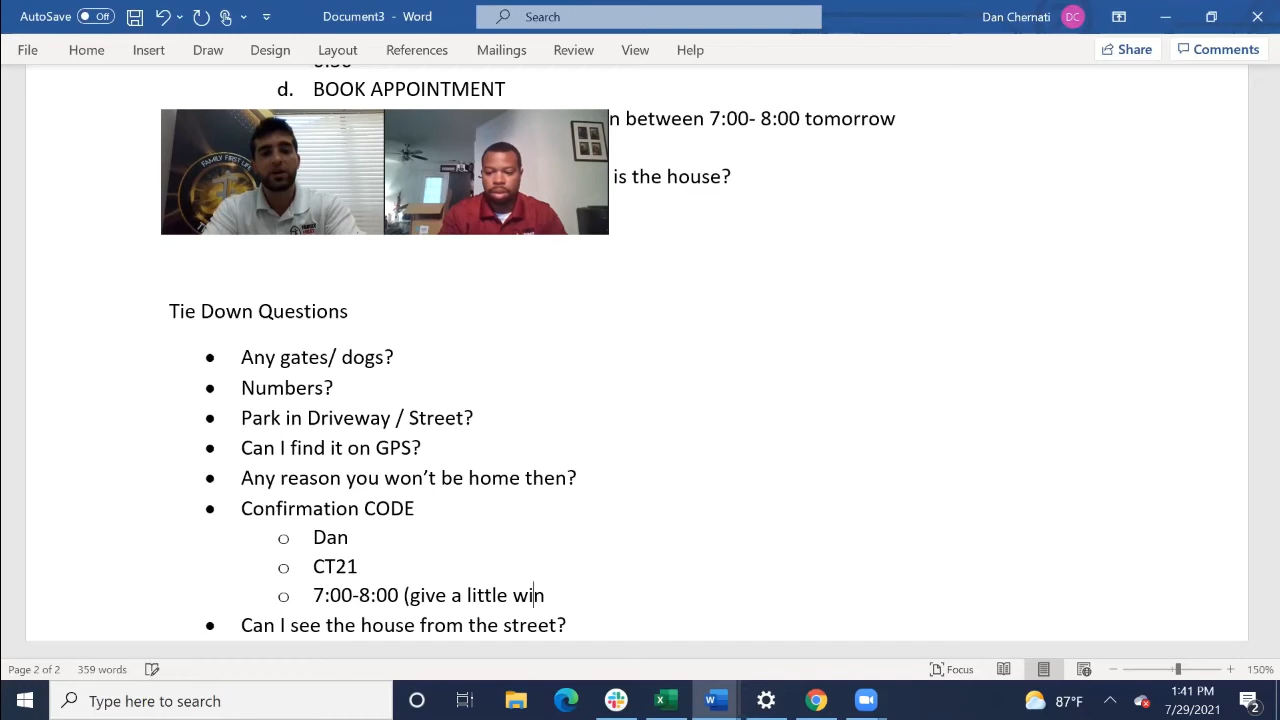 AutoSave Off Document3 - Word Search Dan Chernati DC
File Home Insert Draw Design Layout References Mailings Review View Help Share Comments
d. BOOK APPOINTMENT
n between 7:00- 8:00 tomorrow
FAMILY FIRST LIFE
is the house?
Tie Down Questions
• Any gates/ dogs?
• Numbers?
• Park in Driveway / Street?
• Can I find it on GPS?
• Any reason you won’t be home then?
• Confirmation CODE
o Dan
o CT21
o 7:00-8:00 (give a little win
• Can I see the house from the street?
Page 2 of 2 359 words Focus 150%
Type here to search 87°F 1:41 PM
7/29/2021 2